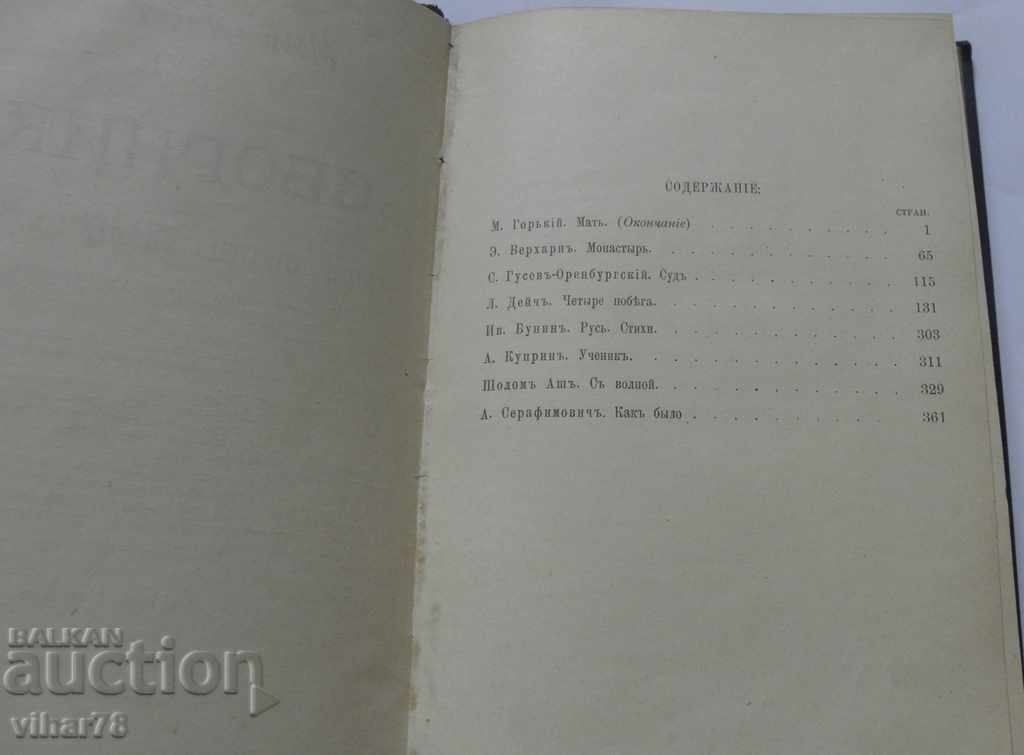 СОДЕРЖАНІЕ:
СТРАН.
М. Горькій. Мать. (Окончаніе) . . . . . . . . . . 1
Э. Верхарнъ. Монастырь. . . . . . . . . . . . . 65
С. Гусевъ-Оренбургскій. Судъ . . . . . . . . . . 115
Л. Дейчъ. Четыре побѣга. . . . . . . . . . . . 131
Ив. Бунинъ. Русь. Стихи. . . . . . . . . . . . 303
А. Купринъ. Ученикъ. . . . . . . . . . . . . . 311
Шоломъ Ашъ. Съ волной. . . . . . . . . . . . . 329
А. Серафимовичъ. Какъ было . . . . . . . . . . 361
BALKAN
auction
vihar78